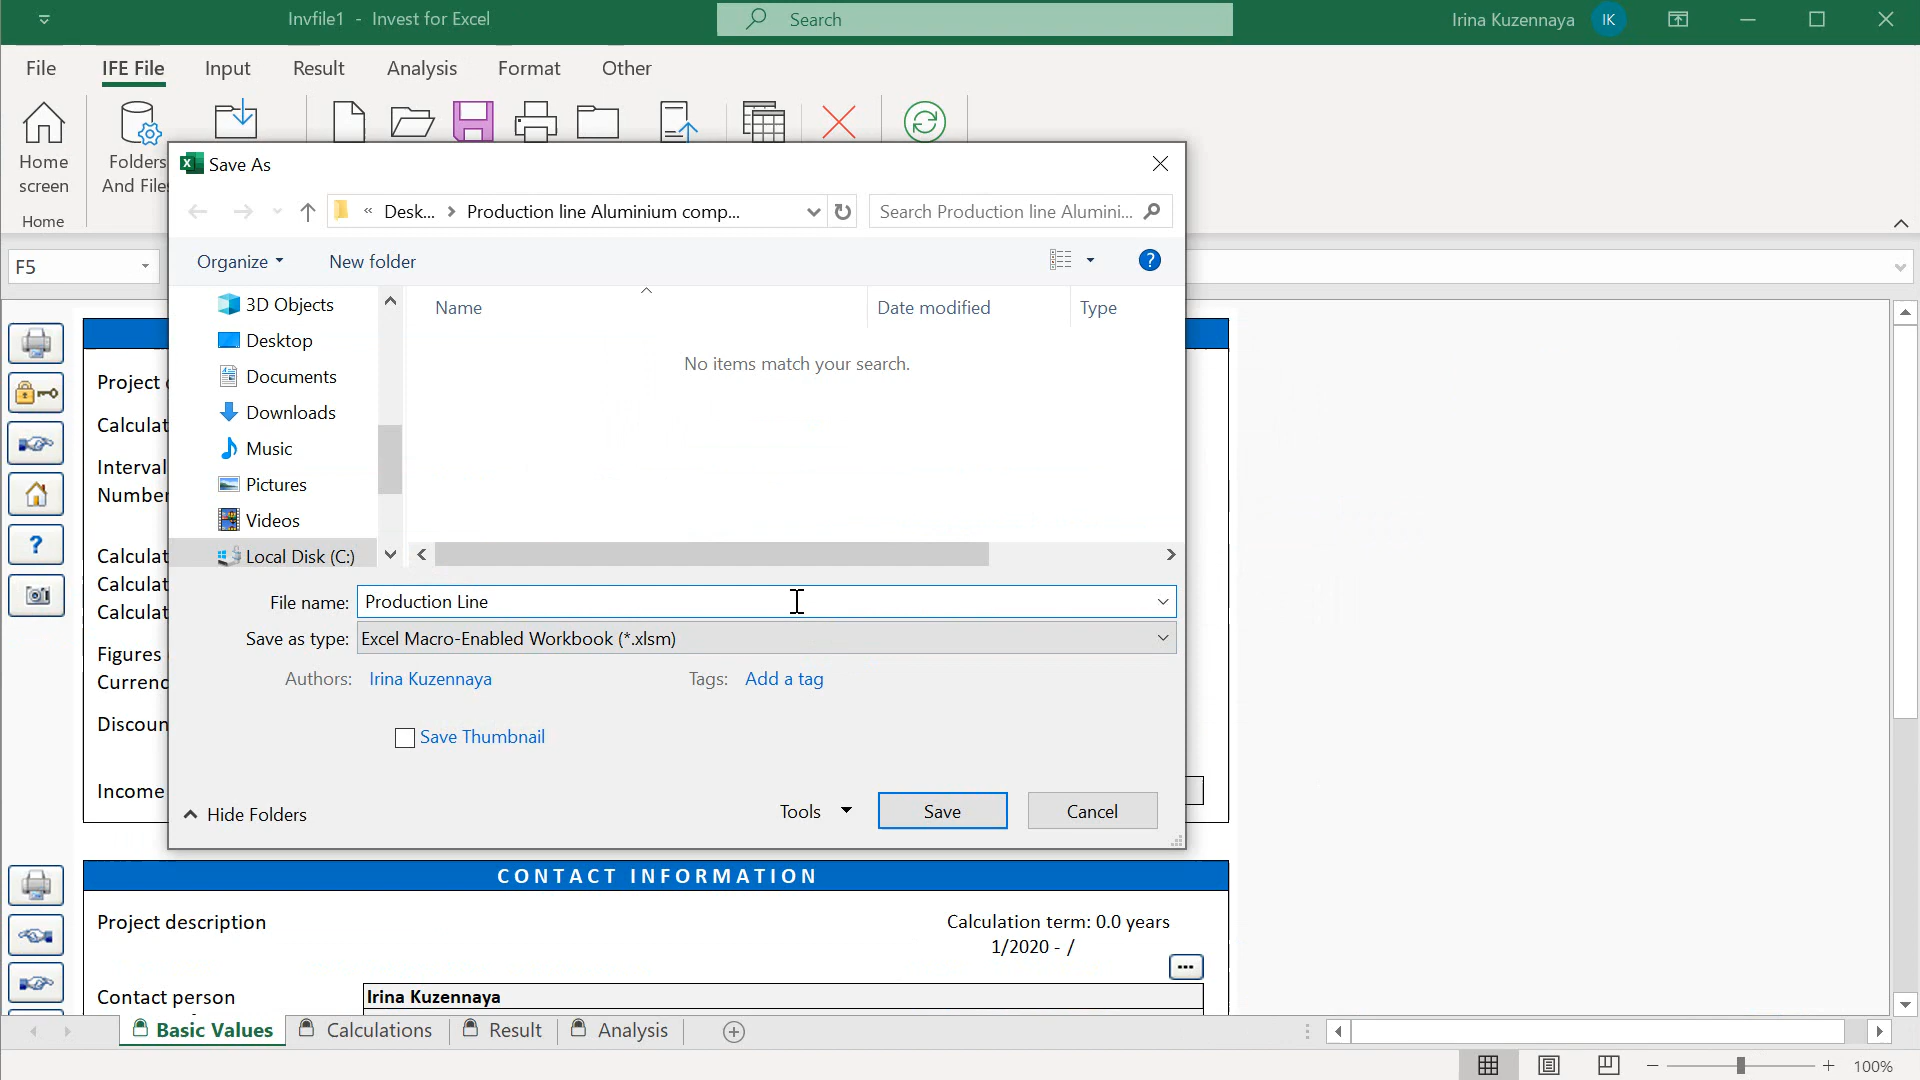 Invfile1 - Invest for Excel
Search
Irina Kuzennaya
IK
File
IFE File
Input
Result
Analysis
Format
Other
Home screen
Folders
And File
Home
Save As
« Desk... > Production line Aluminium comp...
Search Production line Alumini...
Organize
New folder
?
F5
3D Objects
Desktop
Documents
Downloads
Music
Pictures
Videos
Local Disk (C:)
Name
Date modified
Type
No items match your search.
File name: Production Line
Save as type: Excel Macro-Enabled Workbook (*.xlsm)
Authors: Irina Kuzennaya
Tags: Add a tag
Save Thumbnail
Hide Folders
Tools
Save
Cancel
Project
Calculat
Interval
Number
Calculat
Calculat
Calculat
Figures
Currenc
Discoun
Income
?
CONTACT INFORMATION
Project description
Calculation term: 0.0 years
1/2020 - /
...
Contact person
Irina Kuzennaya
Basic Values
Calculations
Result
Analysis
100%